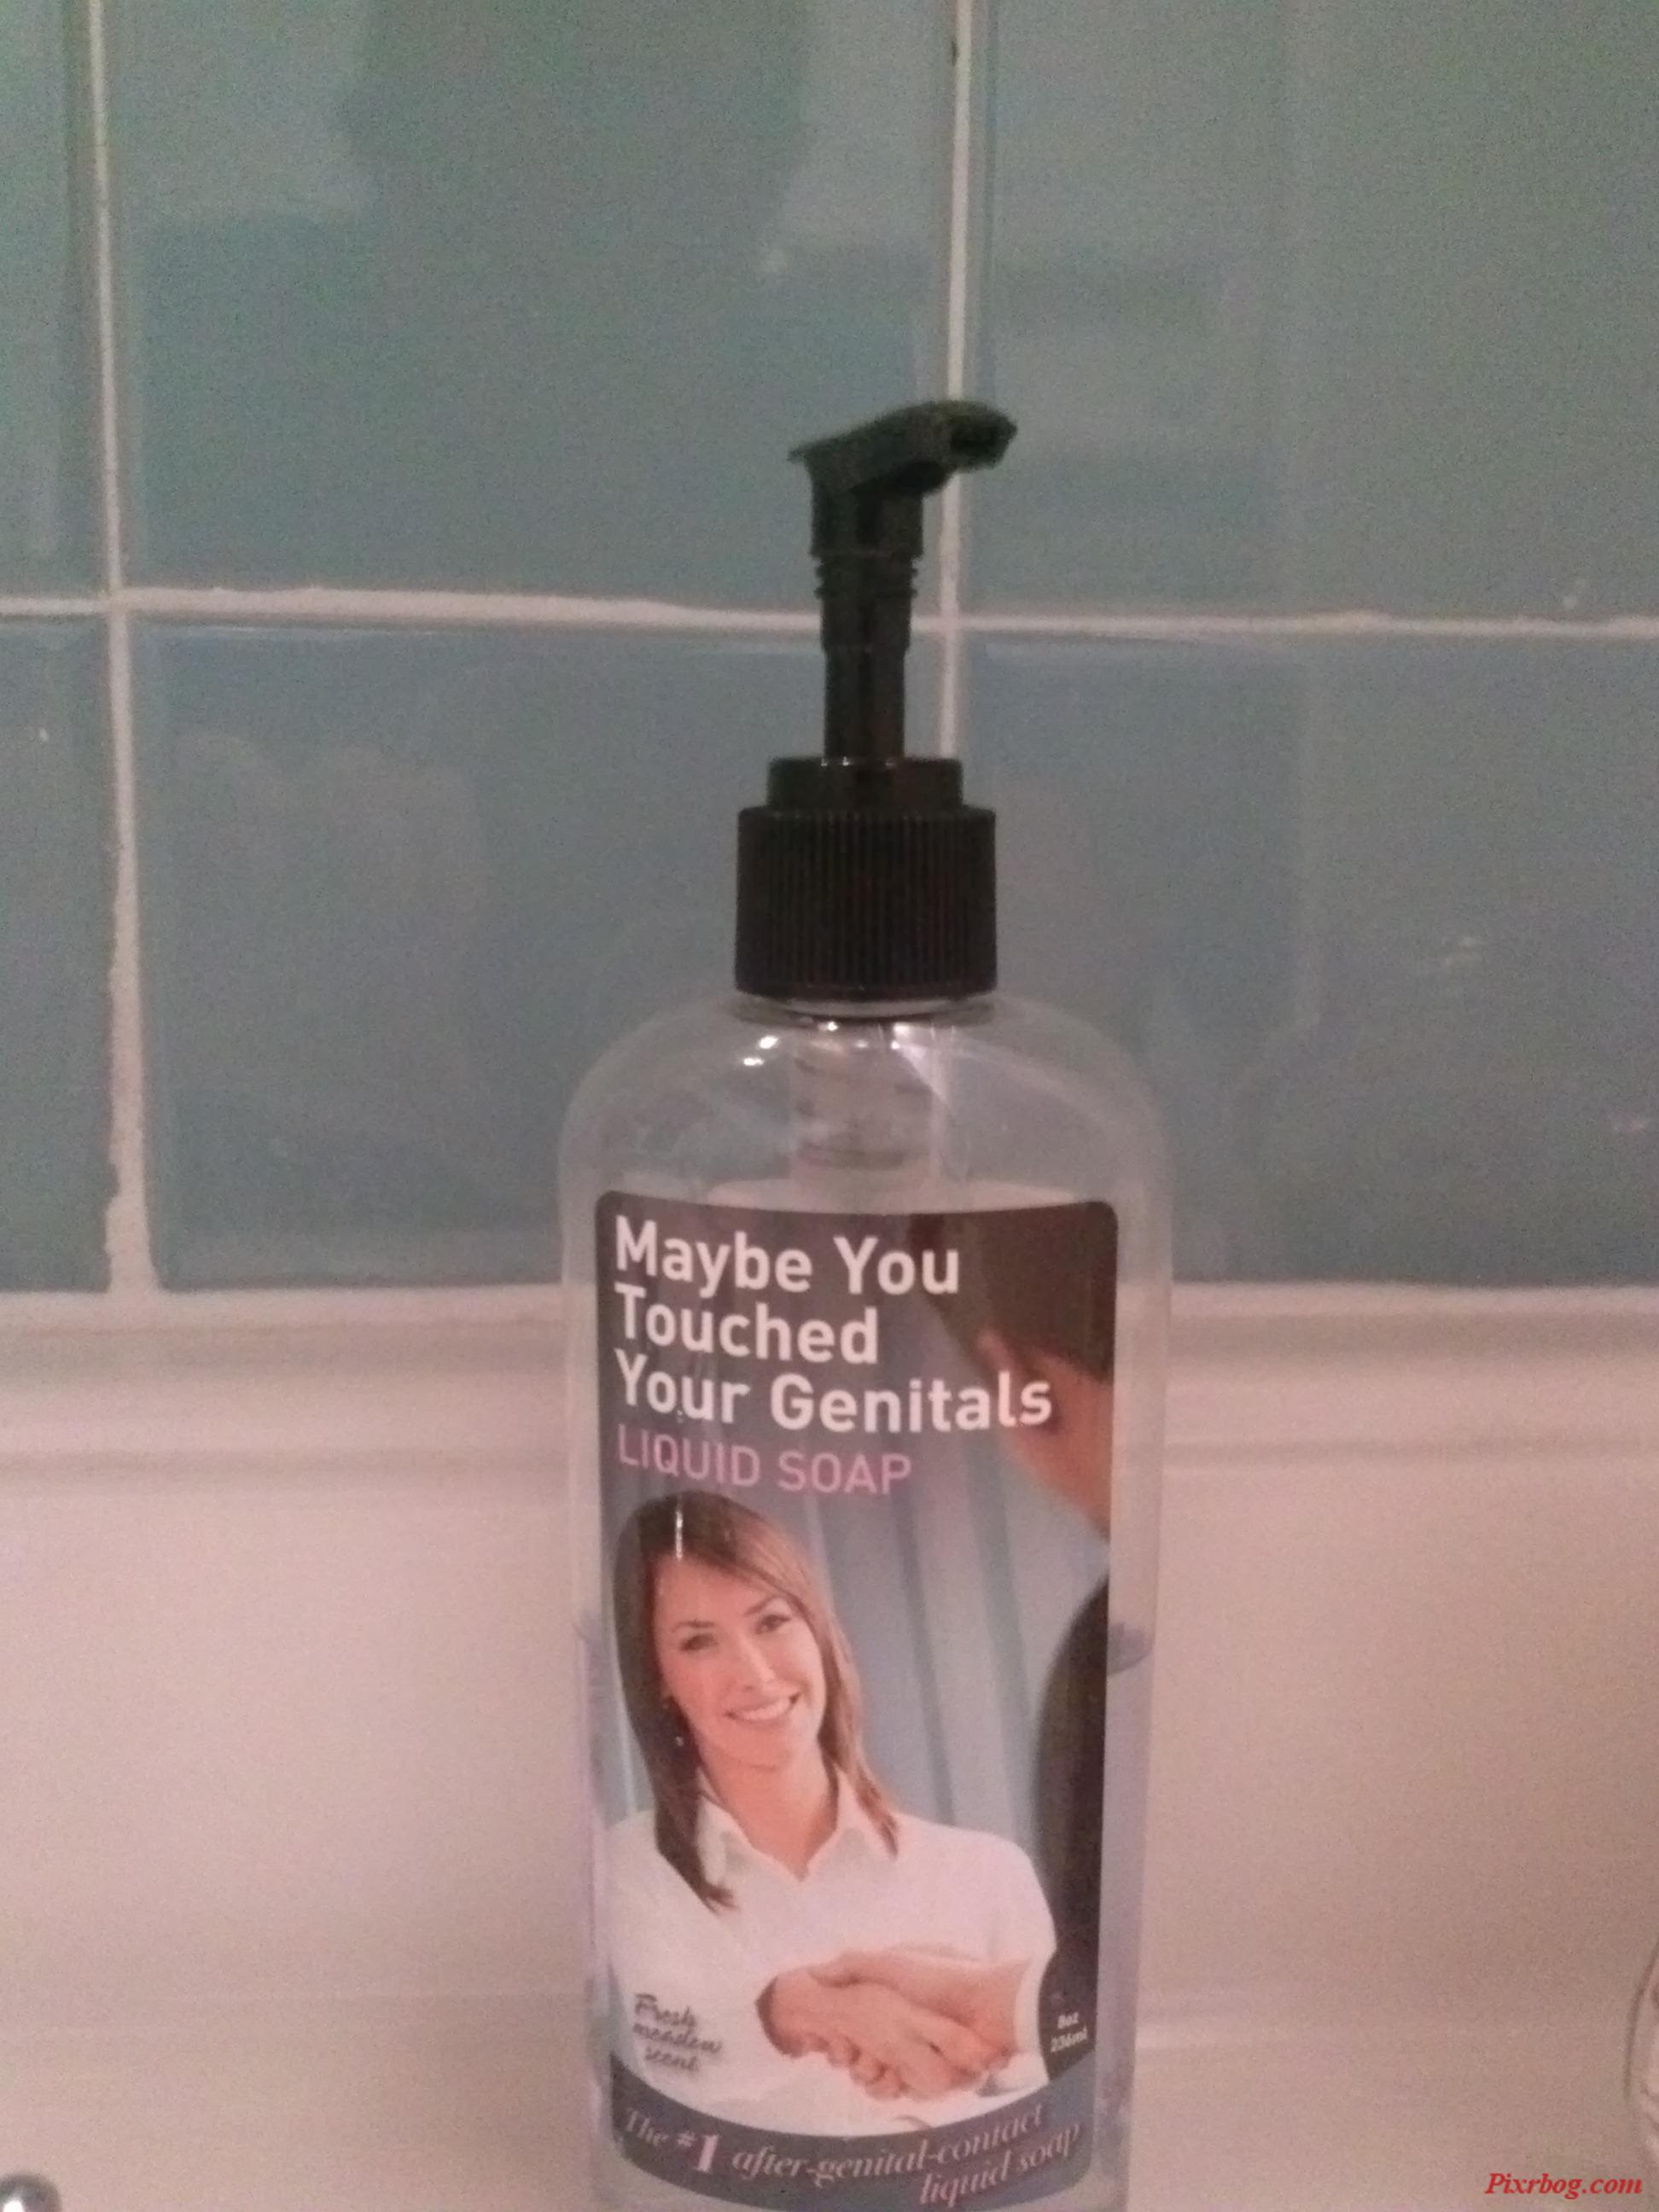 Maybe You
Touched
Your Genitals
LIQUID SOAP
Fresh
meadow
scent
8oz
236ml
The #1 after-genital-contact
liquid soap
Pixrbog.com